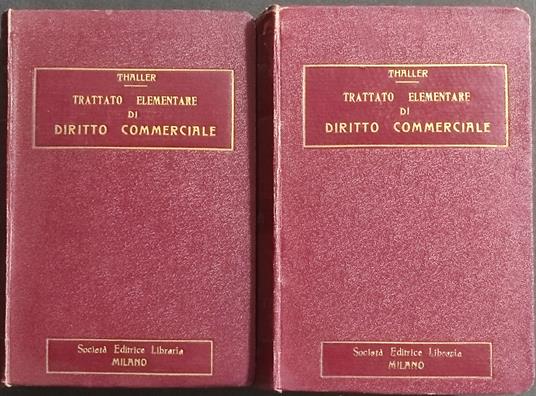 THALLER
TRATTATO ELEMENTARE
DI
DIRITTO COMMERCIALE
Società Editrice Libraria
MILANO
THALLER
TRATTATO ELEMENTARE
DI
DIRITTO COMMERCIALE
Società Editrice Libraria
MILANO